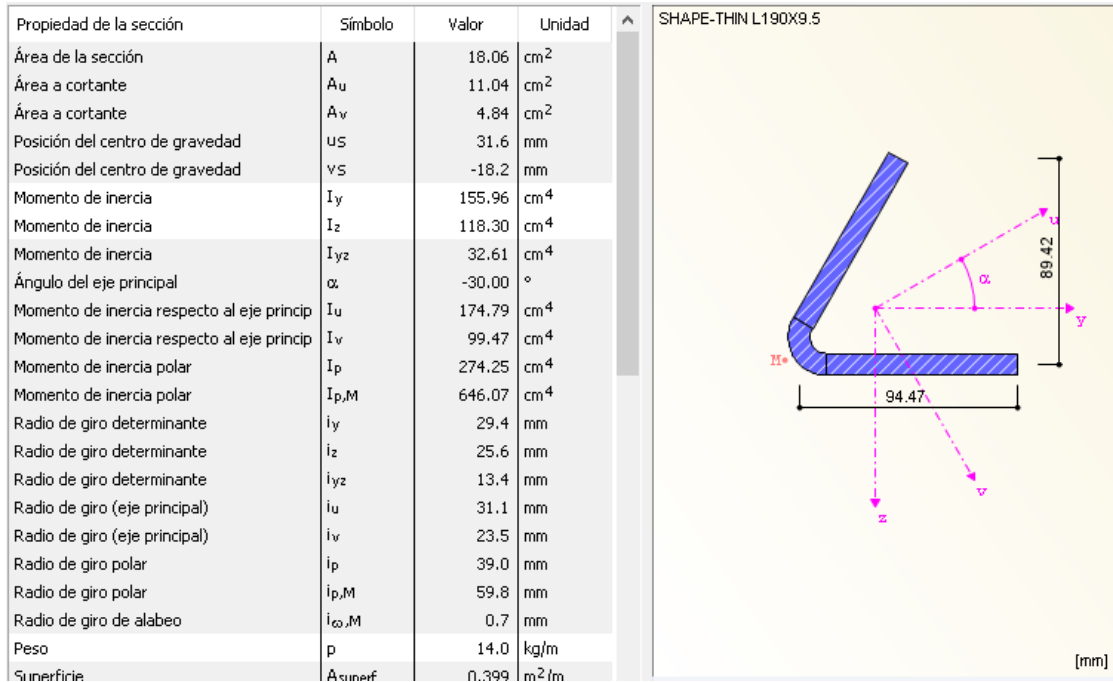 Propiedad de la sección Símbolo Valor Unidad
Área de la sección A 18.06 cm2
Área a cortante Au 11.04 cm2
Área a cortante Av 4.84 cm2
Posición del centro de gravedad uS 31.6 mm
Posición del centro de gravedad vS -18.2 mm
Momento de inercia Iy 155.96 cm4
Momento de inercia Iz 118.30 cm4
Momento de inercia Iyz 32.61 cm4
Ángulo del eje principal α -30.00 °
Momento de inercia respecto al eje princip Iu 174.79 cm4
Momento de inercia respecto al eje princip Iv 99.47 cm4
Momento de inercia polar Ip 274.25 cm4
Momento de inercia polar Ip,M 646.07 cm4
Radio de giro determinante iy 29.4 mm
Radio de giro determinante iz 25.6 mm
Radio de giro determinante iyz 13.4 mm
Radio de giro (eje principal) iu 31.1 mm
Radio de giro (eje principal) iv 23.5 mm
Radio de giro polar ip 39.0 mm
Radio de giro polar ip,M 59.8 mm
Radio de giro de alabeo iω,M 0.7 mm
Peso p 14.0 kg/m
Superficie Asuperf 0.399 m2/m
SHAPE-THIN L190X9.5
u
89.42
α
y
M
94.47
v
z
[mm]